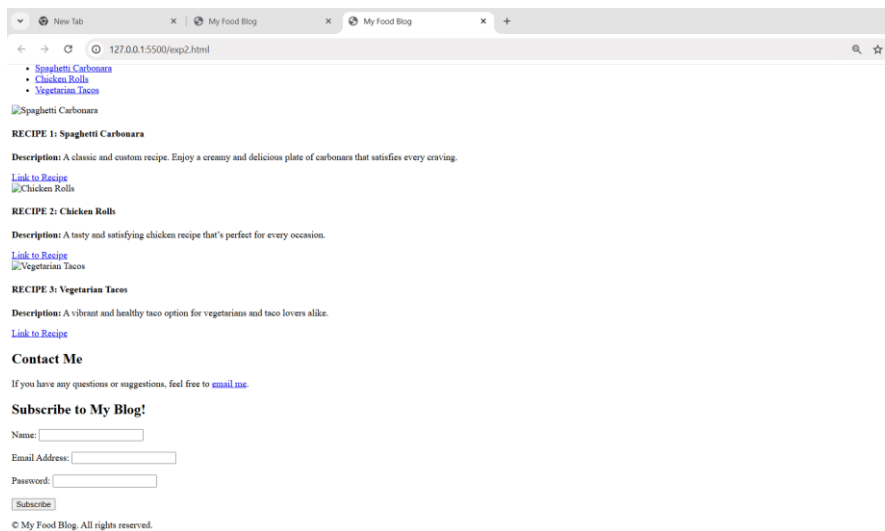 New Tab
My Food Blog
My Food Blog
127.0.0.1:5500/exp2.html
Spaghetti Carbonara
Chicken Rolls
Vegetarian Tacos
Spaghetti Carbonara
RECIPE 1: Spaghetti Carbonara
Description: A classic and custom recipe. Enjoy a creamy and delicious plate of carbonara that satisfies every craving.
Link to Recipe
Chicken Rolls
RECIPE 2: Chicken Rolls
Description: A tasty and satisfying chicken recipe that's perfect for every occasion.
Link to Recipe
Vegetarian Tacos
RECIPE 3: Vegetarian Tacos
Description: A vibrant and healthy taco option for vegetarians and taco lovers alike.
Link to Recipe
Contact Me
If you have any questions or suggestions, feel free to email me.
Subscribe to My Blog!
Name:
Email Address:
Password:
Subscribe
© My Food Blog. All rights reserved.